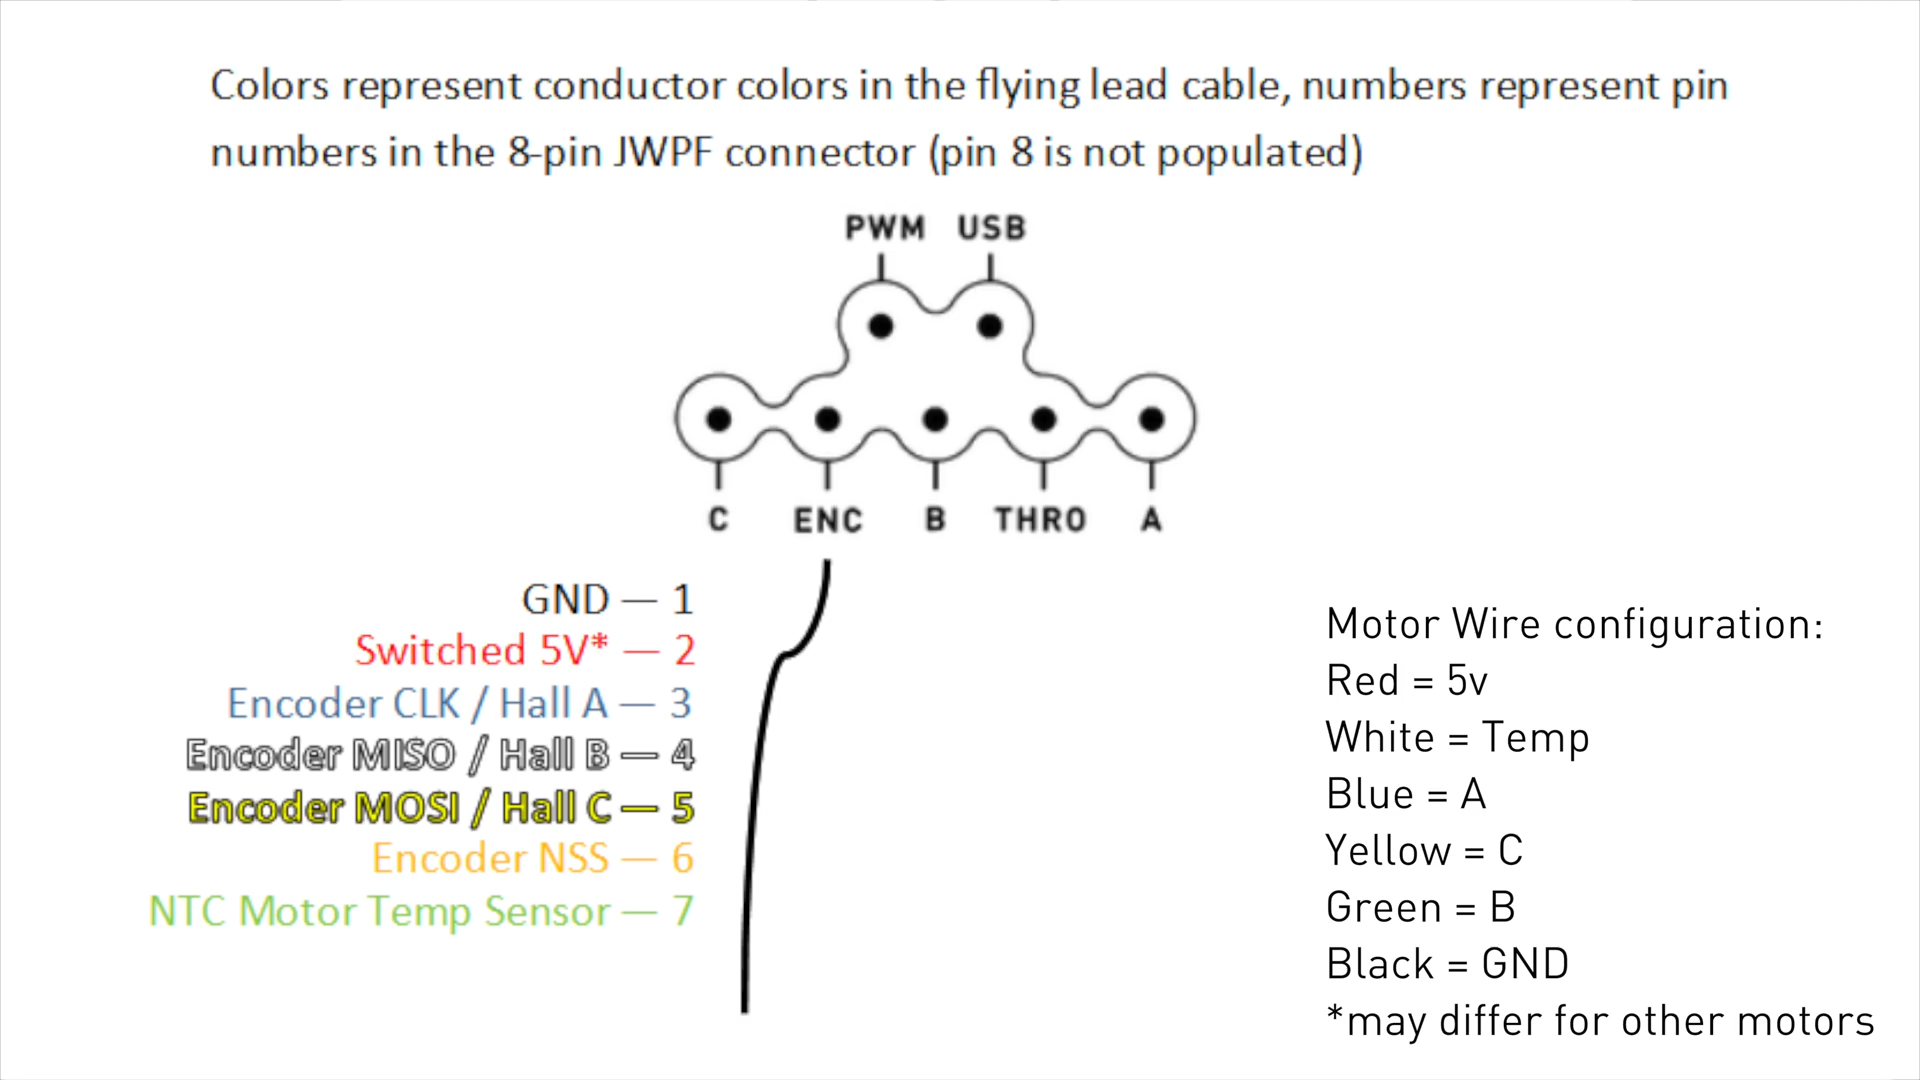 Colors represent conductor colors in the flying lead cable, numbers represent pin
numbers in the 8-pin JWPF connector (pin 8 is not populated)
PWM USB
C ENC B THRO A
GND — 1
Switched 5V* — 2
Encoder CLK / Hall A — 3
Encoder MISO / Hall B — 4
Encoder MOSI / Hall C — 5
Encoder NSS — 6
NTC Motor Temp Sensor — 7
Motor Wire configuration:
Red = 5v
White = Temp
Blue = A
Yellow = C
Green = B
Black = GND
*may differ for other motors